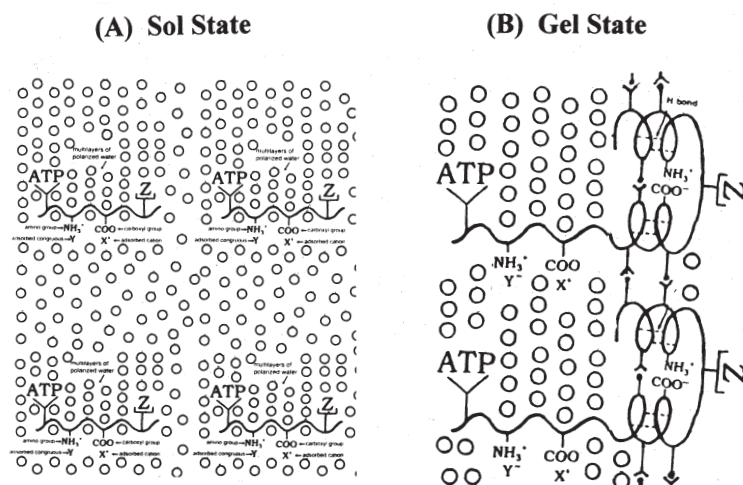 (A) Sol State
multilayers of
polarized water
ATP Z
amino group→NH₃⁺ COO⁻←carboxyl group
adsorbed congruous→Y⁻ X⁺ ←adsorbed cation
multilayers of
polarized water
ATP Z
amino group→NH₃⁺ COO⁻←carboxyl group
adsorbed congruous→Y⁻ X⁺ ←adsorbed cation
multilayers of
polarized water
ATP Z
amino group→NH₃⁺ COO⁻←carboxyl group
adsorbed congruous→Y⁻ X⁺ ←adsorbed cation
multilayers of
polarized water
ATP Z
amino group→NH₃⁺ COO⁻←carboxyl group
adsorbed congruous→Y⁻ X⁺ ←adsorbed cation
(B) Gel State
H bond
ATP
NH₃⁺
COO⁻
Z
NH₃⁺ COO
Y⁻ X⁺
ATP
NH₃⁺
COO⁻
Z
NH₃⁺ COO
Y⁻ X⁺